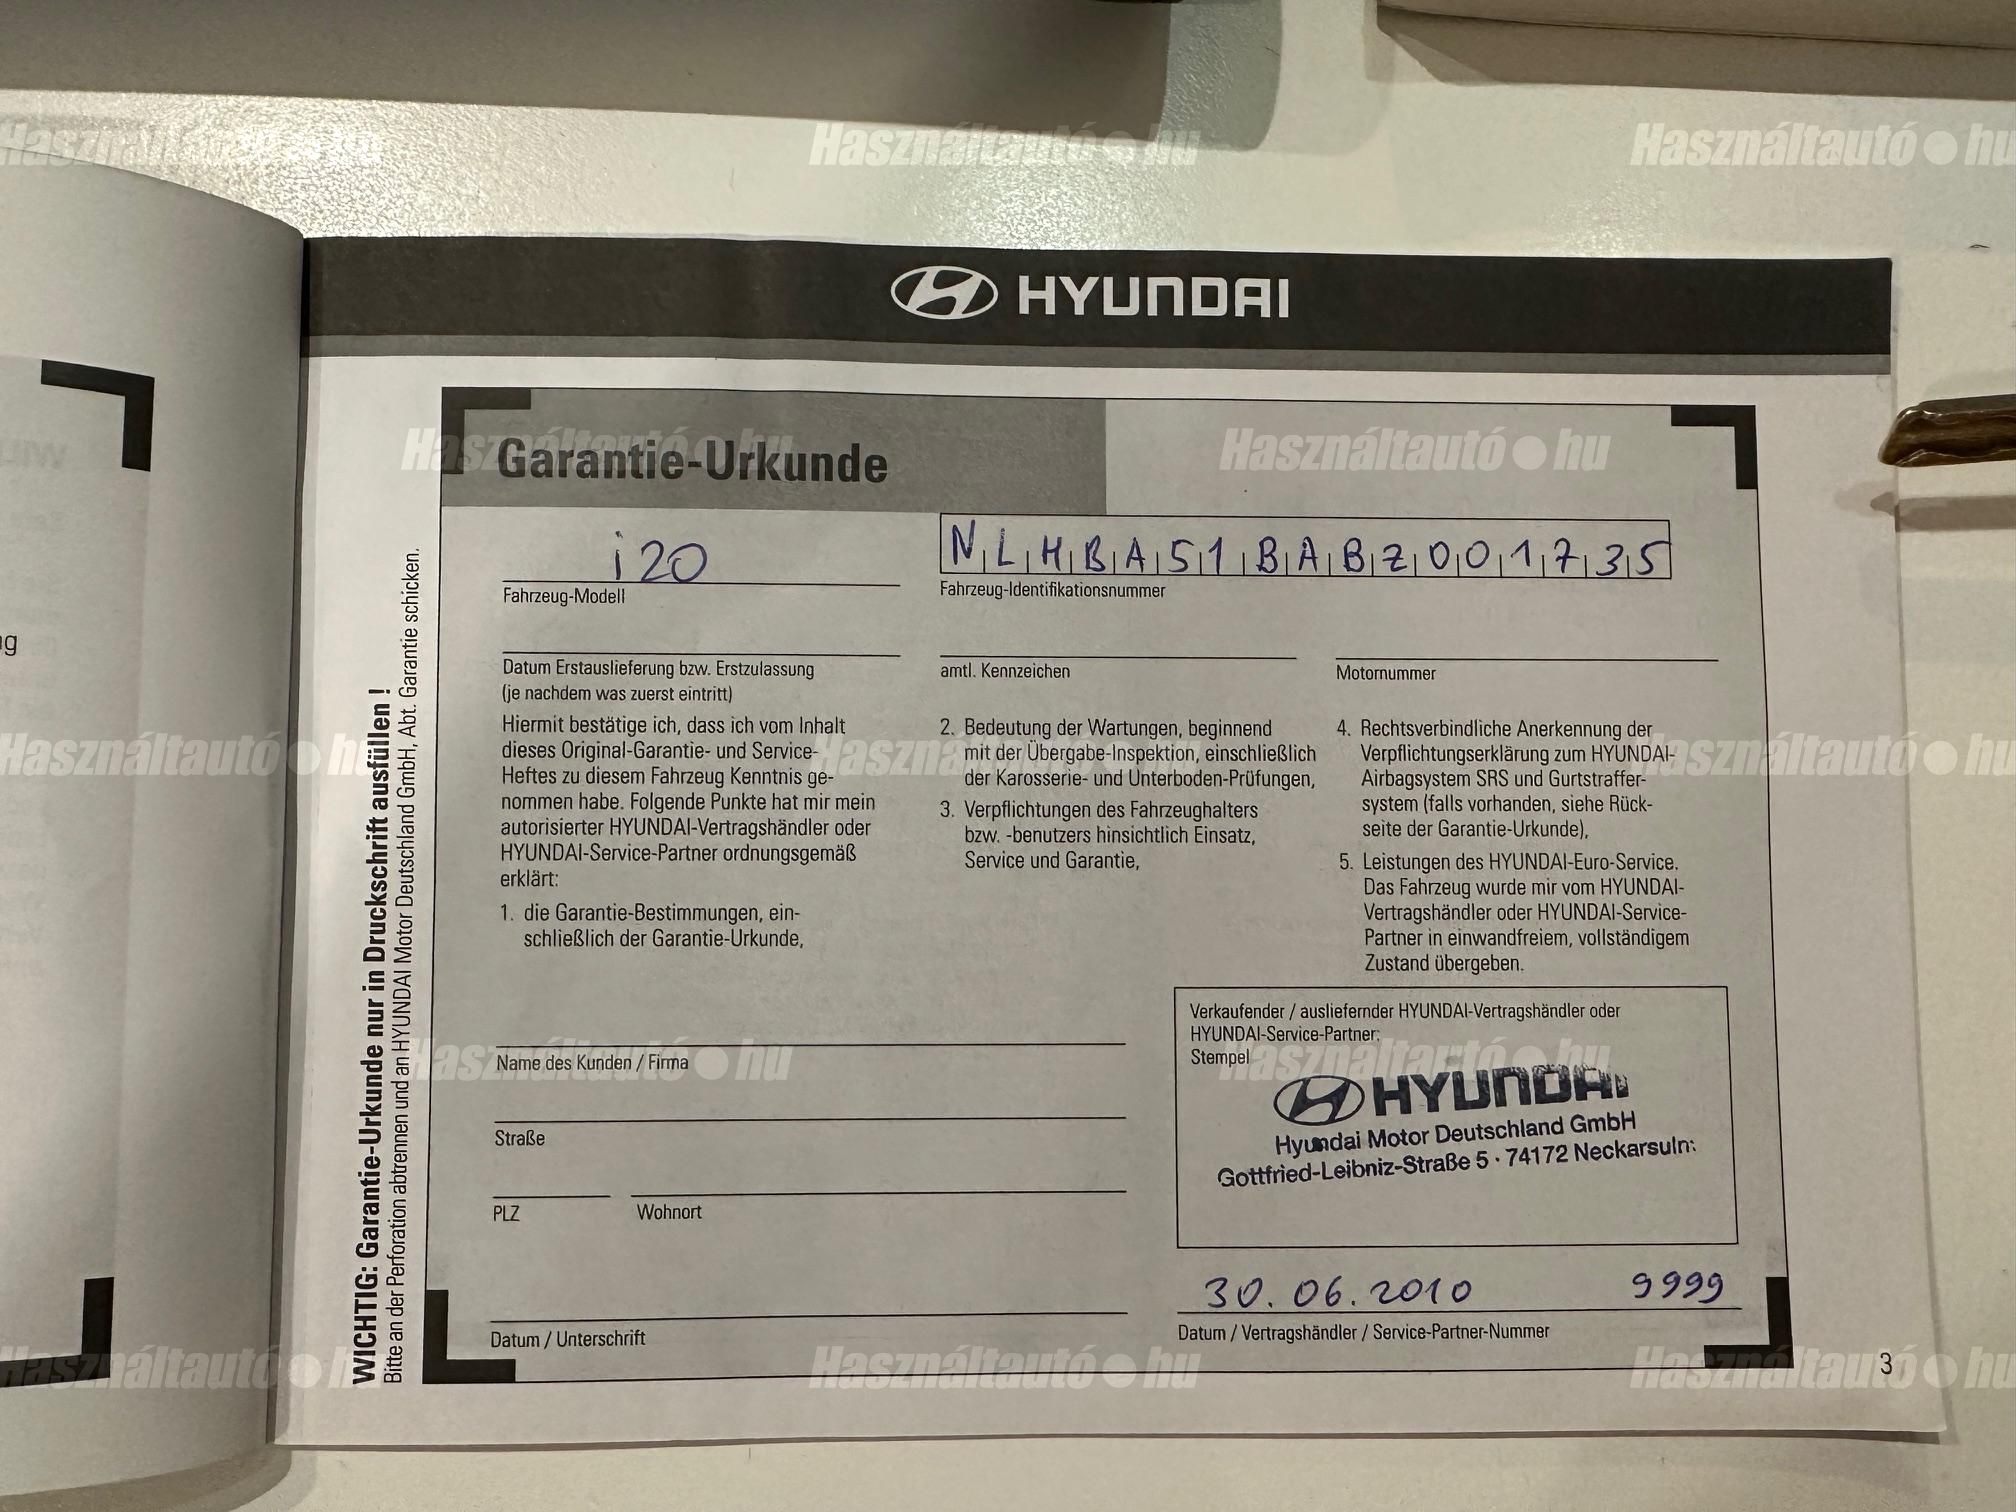 HYUNDAI
Garantie-Urkunde
i20
NLHBA51BABZ001735
Fahrzeug-Modell
Fahrzeug-Identifikationsnummer
Datum Erstauslieferung bzw. Erstzulassung
(je nachdem was zuerst eintritt)
amtl. Kennzeichen
Motornummer
Hiermit bestätige ich, dass ich vom Inhalt
dieses Original-Garantie- und Service-
Heftes zu diesem Fahrzeug Kenntnis ge-
nommen habe. Folgende Punkte hat mir mein
autorisierter HYUNDAI-Vertragshändler oder
HYUNDAI-Service-Partner ordnungsgemäß
erklärt:
1. die Garantie-Bestimmungen, ein-
schließlich der Garantie-Urkunde,
2. Bedeutung der Wartungen, beginnend
mit der Übergabe-Inspektion, einschließlich
der Karosserie- und Unterboden-Prüfungen,
3. Verpflichtungen des Fahrzeughalters
bzw. -benutzers hinsichtlich Einsatz,
Service und Garantie,
4. Rechtsverbindliche Anerkennung der
Verpflichtungserklärung zum HYUNDAI-
Airbagsystem SRS und Gurtstraffer-
system (falls vorhanden, siehe Rück-
seite der Garantie-Urkunde),
5. Leistungen des HYUNDAI-Euro-Service.
Das Fahrzeug wurde mir vom HYUNDAI-
Vertragshändler oder HYUNDAI-Service-
Partner in einwandfreiem, vollständigem
Zustand übergeben.
Name des Kunden / Firma
Straße
PLZ
Wohnort
Datum / Unterschrift
Verkaufender / ausliefernder HYUNDAI-Vertragshändler oder
HYUNDAI-Service-Partner:
Stempel
HYUNDAI
Hyundai Motor Deutschland GmbH
Gottfried-Leibniz-Straße 5 · 74172 Neckarsulm
30.06.2010 9999
Datum / Vertragshändler / Service-Partner-Nummer
WICHTIG: Garantie-Urkunde nur in Druckschrift ausfüllen !
Bitte an der Perforation abtrennen und an HYUNDAI Motor Deutschland GmbH, Abt. Garantie schicken.
3
Használtautó.hu